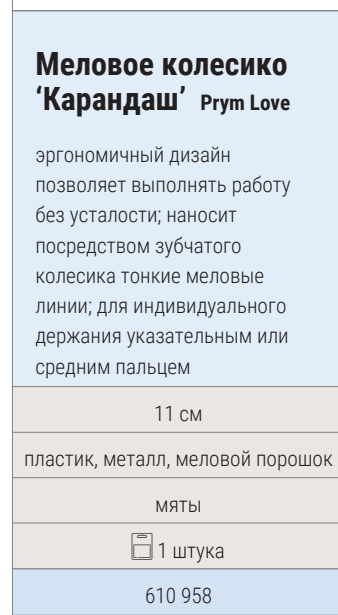 Меловое колесико
‘Карандаш’ Prym Love
эргономичный дизайн
позволяет выполнять работу
без усталости; наносит
посредством зубчатого
колесика тонкие меловые
линии; для индивидуального
держания указательным или
средним пальцем
11 см
пластик, металл, меловой порошок
мяты
1 штука
610 958